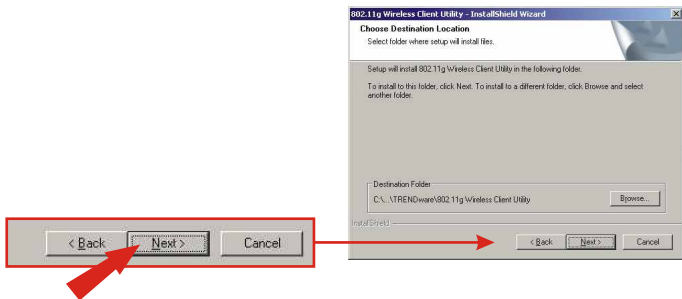 802.11g Wireless Client Utility - InstallShield Wizard
Choose Destination Location
Select folder where setup will install files.
Setup will install 802.11g Wireless Client Utility in the following folder.
To install to this folder, click Next. To install to a different folder, click Browse and select
another folder.
Destination Folder
C:\...\TRENDware\802.11g Wireless Client Utility
Browse...
InstallShield
< Back Next > Cancel
< Back Next > Cancel